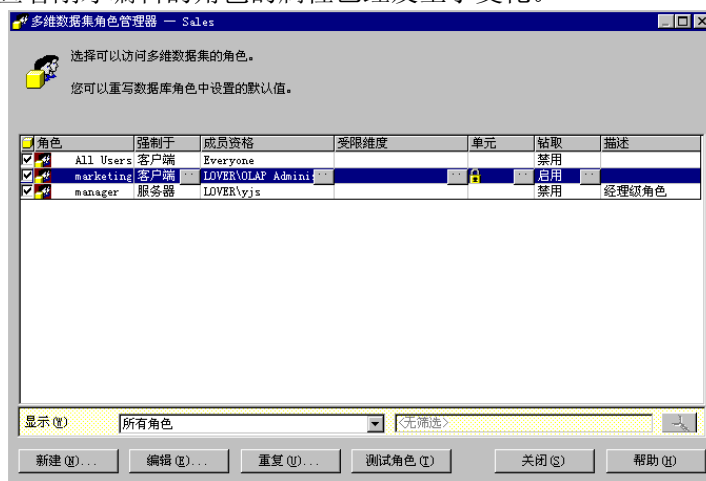 多维数据集角色管理器 — Sales
选择可以访问多维数据集的角色。
您可以重写数据库角色中设置的默认值。
角色 强制于 成员资格 受限维度 单元 钻取 描述
All Users 客户端 Everyone 禁用
marketing 客户端 ... LOVER\OLAP Adminis ... ... ... 启用 ...
manager 服务器 LOVER\yjs 禁用 经理级角色
显示(W) 所有角色 <无筛选>
新建(N)... 编辑(E)... 重复(U)... 测试角色(T) 关闭(S) 帮助(H)